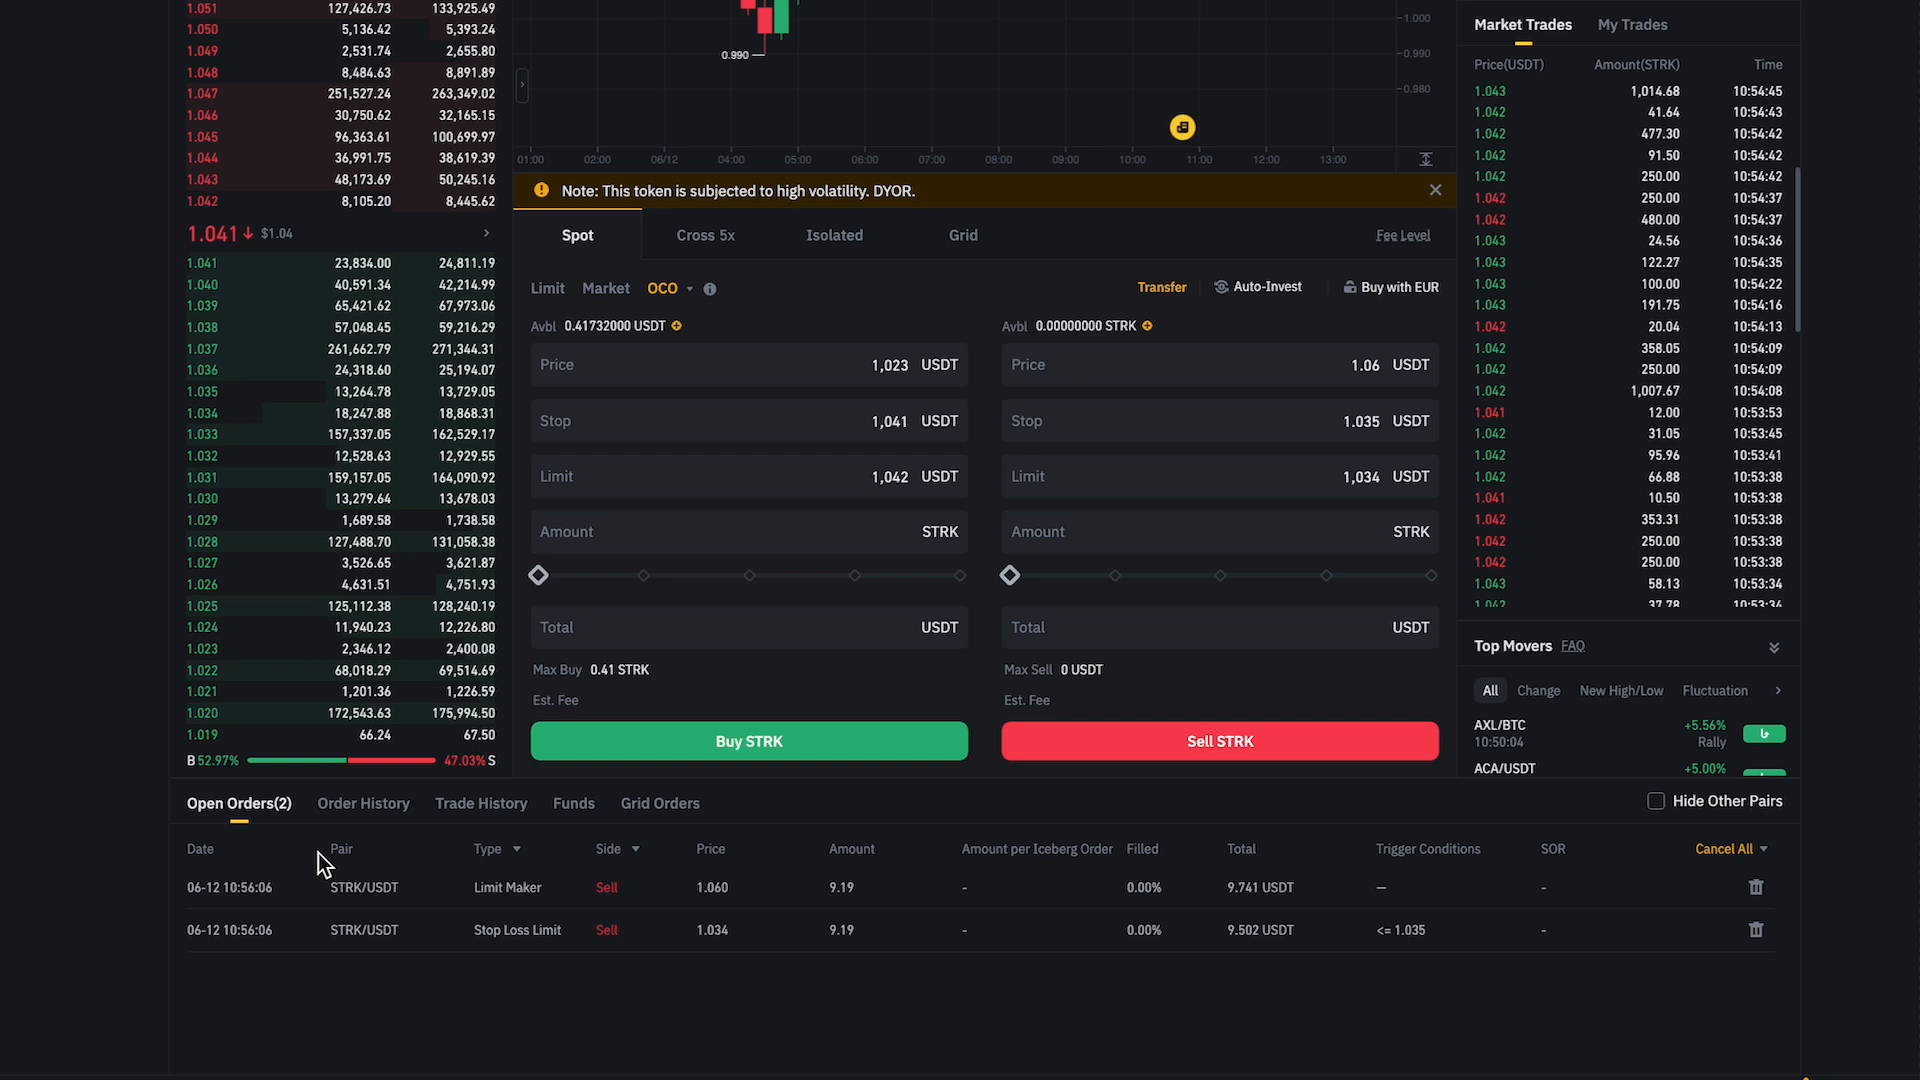 1.051 127,426.73 133,925.49
1.050 5,136.42 5,393.24
1.049 2,531.74 2,655.80
1.048 8,484.63 8,891.89
1.047 251,527.24 263,349.02
1.046 30,750.62 32,165.15
1.045 96,363.61 100,699.97
1.044 36,991.75 38,619.39
1.043 48,173.69 50,245.16
1.042 8,105.20 8,445.62
1.041 $1.04
1.041 23,834.00 24,811.19
1.040 40,591.34 42,214.99
1.039 65,421.62 67,973.06
1.038 57,048.45 59,216.29
1.037 261,662.79 271,344.31
1.036 24,318.60 25,194.07
1.035 13,264.78 13,729.05
1.034 18,247.88 18,868.31
1.033 157,337.05 162,529.17
1.032 12,528.63 12,929.55
1.031 159,157.05 164,090.92
1.030 13,279.64 13,678.03
1.029 1,689.58 1,738.58
1.028 127,488.70 131,058.38
1.027 3,526.65 3,621.87
1.026 4,631.51 4,751.93
1.025 125,112.38 128,240.19
1.024 11,940.23 12,226.80
1.023 2,346.12 2,400.08
1.022 68,018.29 69,514.69
1.021 1,201.36 1,226.59
1.020 172,543.63 175,994.50
1.019 66.24 67.50
B 52.97% 47.03% S
0.990
1.000
0.990
0.980
01:00 02:00 06/12 04:00 05:00 06:00 07:00 08:00 09:00 10:00 11:00 12:00 13:00
Note: This token is subjected to high volatility. DYOR.
Spot Cross 5x Isolated Grid Fee Level
Limit Market OCO Transfer Auto-Invest Buy with EUR
Avbl 0.41732000 USDT
Price 1,023 USDT
Stop 1,041 USDT
Limit 1,042 USDT
Amount STRK
Total USDT
Max Buy 0.41 STRK
Est. Fee
Buy STRK
Avbl 0.00000000 STRK
Price 1.06 USDT
Stop 1.035 USDT
Limit 1,034 USDT
Amount STRK
Total USDT
Max Sell 0 USDT
Est. Fee
Sell STRK
Market Trades My Trades
Price(USDT) Amount(STRK) Time
1.043 1,014.68 10:54:45
1.042 41.64 10:54:43
1.042 477.30 10:54:42
1.042 91.50 10:54:42
1.042 250.00 10:54:42
1.042 250.00 10:54:37
1.042 480.00 10:54:37
1.043 24.56 10:54:36
1.043 122.27 10:54:35
1.043 100.00 10:54:22
1.043 191.75 10:54:16
1.042 20.04 10:54:13
1.042 358.05 10:54:09
1.042 250.00 10:54:09
1.042 1,007.67 10:54:08
1.041 12.00 10:53:53
1.042 31.05 10:53:45
1.042 95.96 10:53:41
1.042 66.88 10:53:38
1.041 10.50 10:53:38
1.042 353.31 10:53:38
1.042 250.00 10:53:38
1.042 250.00 10:53:38
1.043 58.13 10:53:34
1.042 37.78 10:53:34
Top Movers FAQ
All Change New High/Low Fluctuation
AXL/BTC +5.56%
10:50:04 Rally
ACA/USDT +5.00%
Open Orders(2) Order History Trade History Funds Grid Orders Hide Other Pairs
Date Pair Type Side Price Amount Amount per Iceberg Order Filled Total Trigger Conditions SOR Cancel All
06-12 10:56:06 STRK/USDT Limit Maker Sell 1.060 9.19 - 0.00% 9.741 USDT — -
06-12 10:56:06 STRK/USDT Stop Loss Limit Sell 1.034 9.19 - 0.00% 9.502 USDT <= 1.035 -